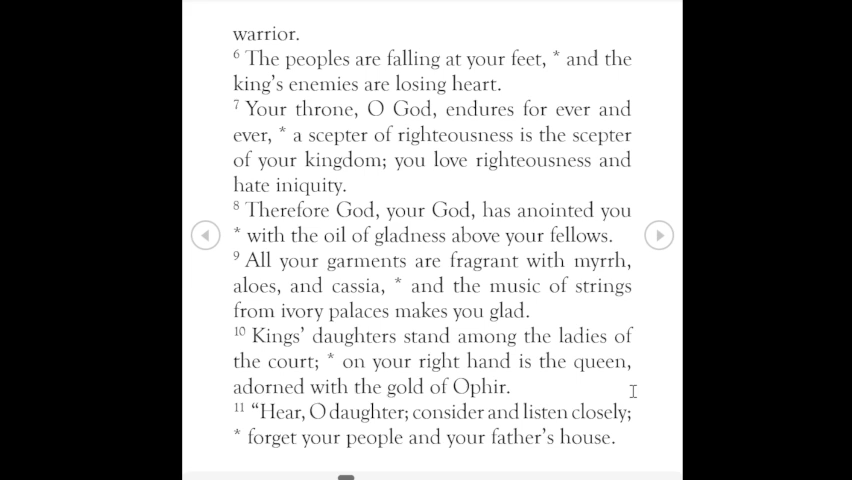 warrior.
6 The peoples are falling at your feet, * and the
king’s enemies are losing heart.
7 Your throne, O God, endures for ever and
ever, * a scepter of righteousness is the scepter
of your kingdom; you love righteousness and
hate iniquity.
8 Therefore God, your God, has anointed you
* with the oil of gladness above your fellows.
9 All your garments are fragrant with myrrh,
aloes, and cassia, * and the music of strings
from ivory palaces makes you glad.
10 Kings’ daughters stand among the ladies of
the court; * on your right hand is the queen,
adorned with the gold of Ophir.
11 “Hear, O daughter; consider and listen closely;
* forget your people and your father’s house.